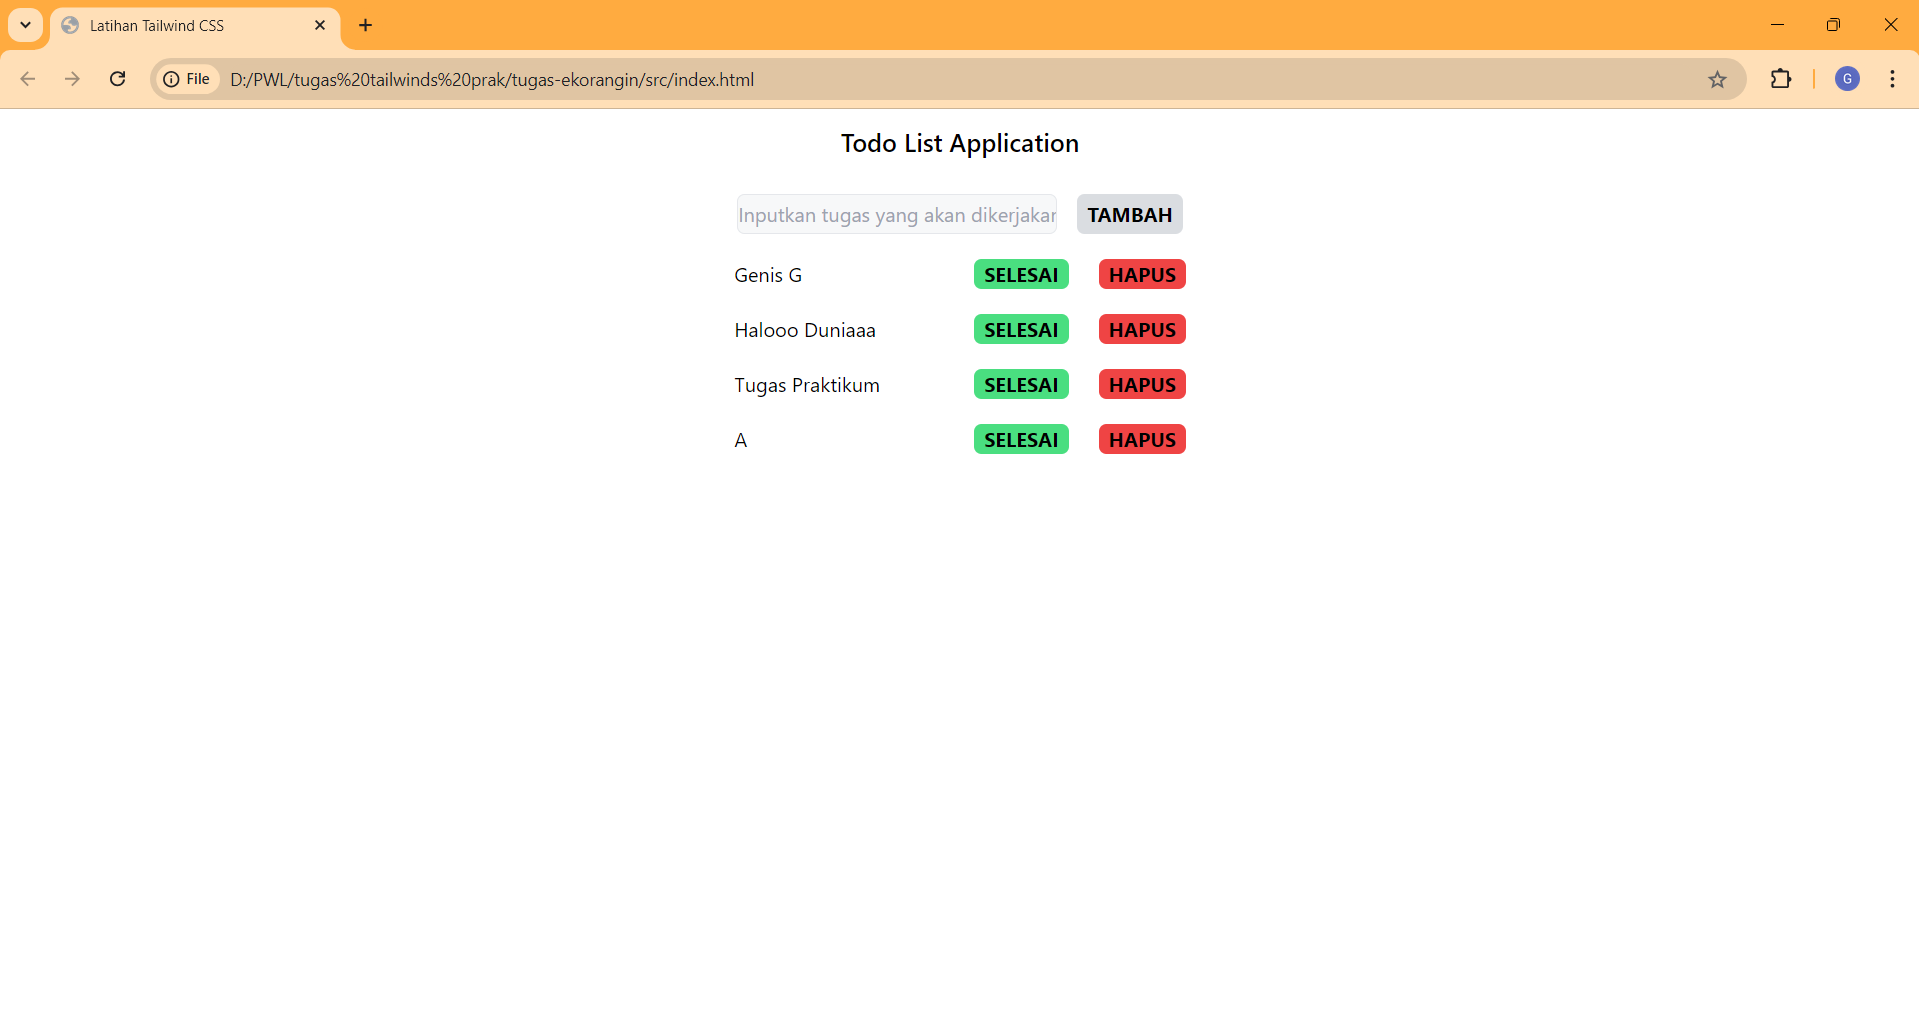 Latihan Tailwind CSS
File D:/PWL/tugas%20tailwinds%20prak/tugas-ekorangin/src/index.html G
Todo List Application
Inputkan tugas yang akan dikerjakan TAMBAH
Genis G SELESAI HAPUS
Halooo Duniaaa SELESAI HAPUS
Tugas Praktikum SELESAI HAPUS
A SELESAI HAPUS